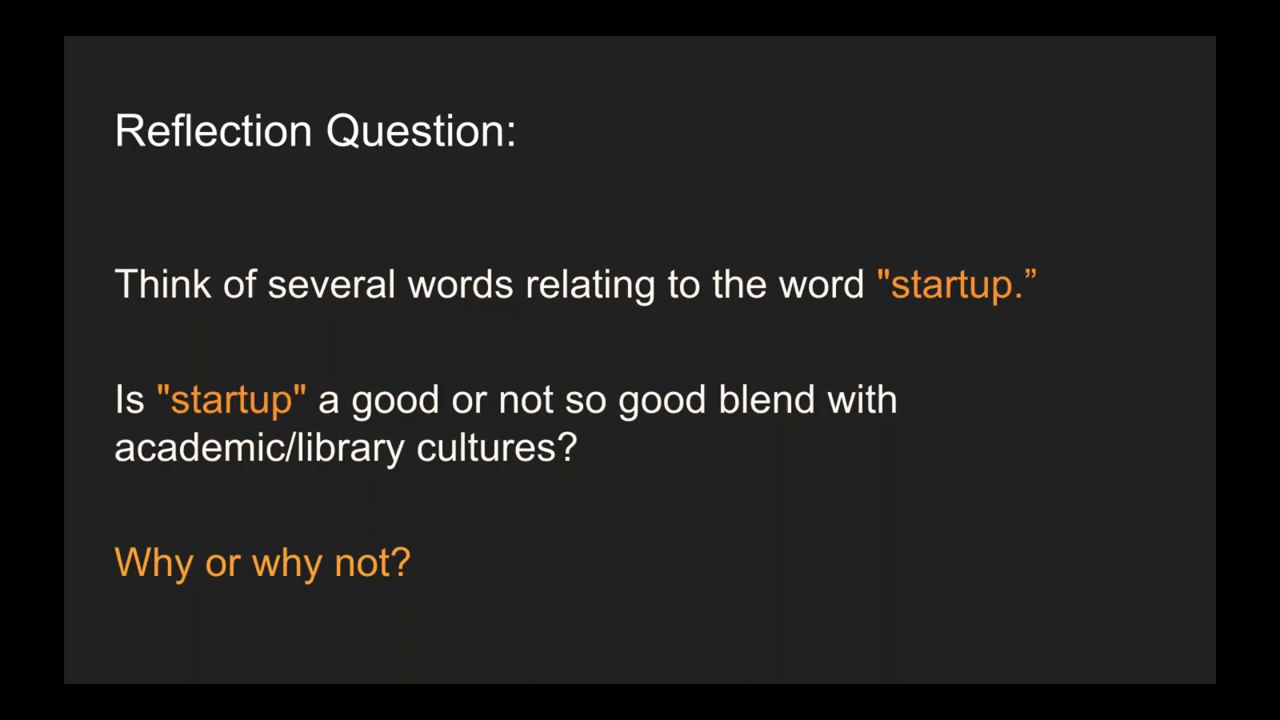 Reflection Question:
Think of several words relating to the word "startup.”
Is "startup" a good or not so good blend with
academic/library cultures?
Why or why not?